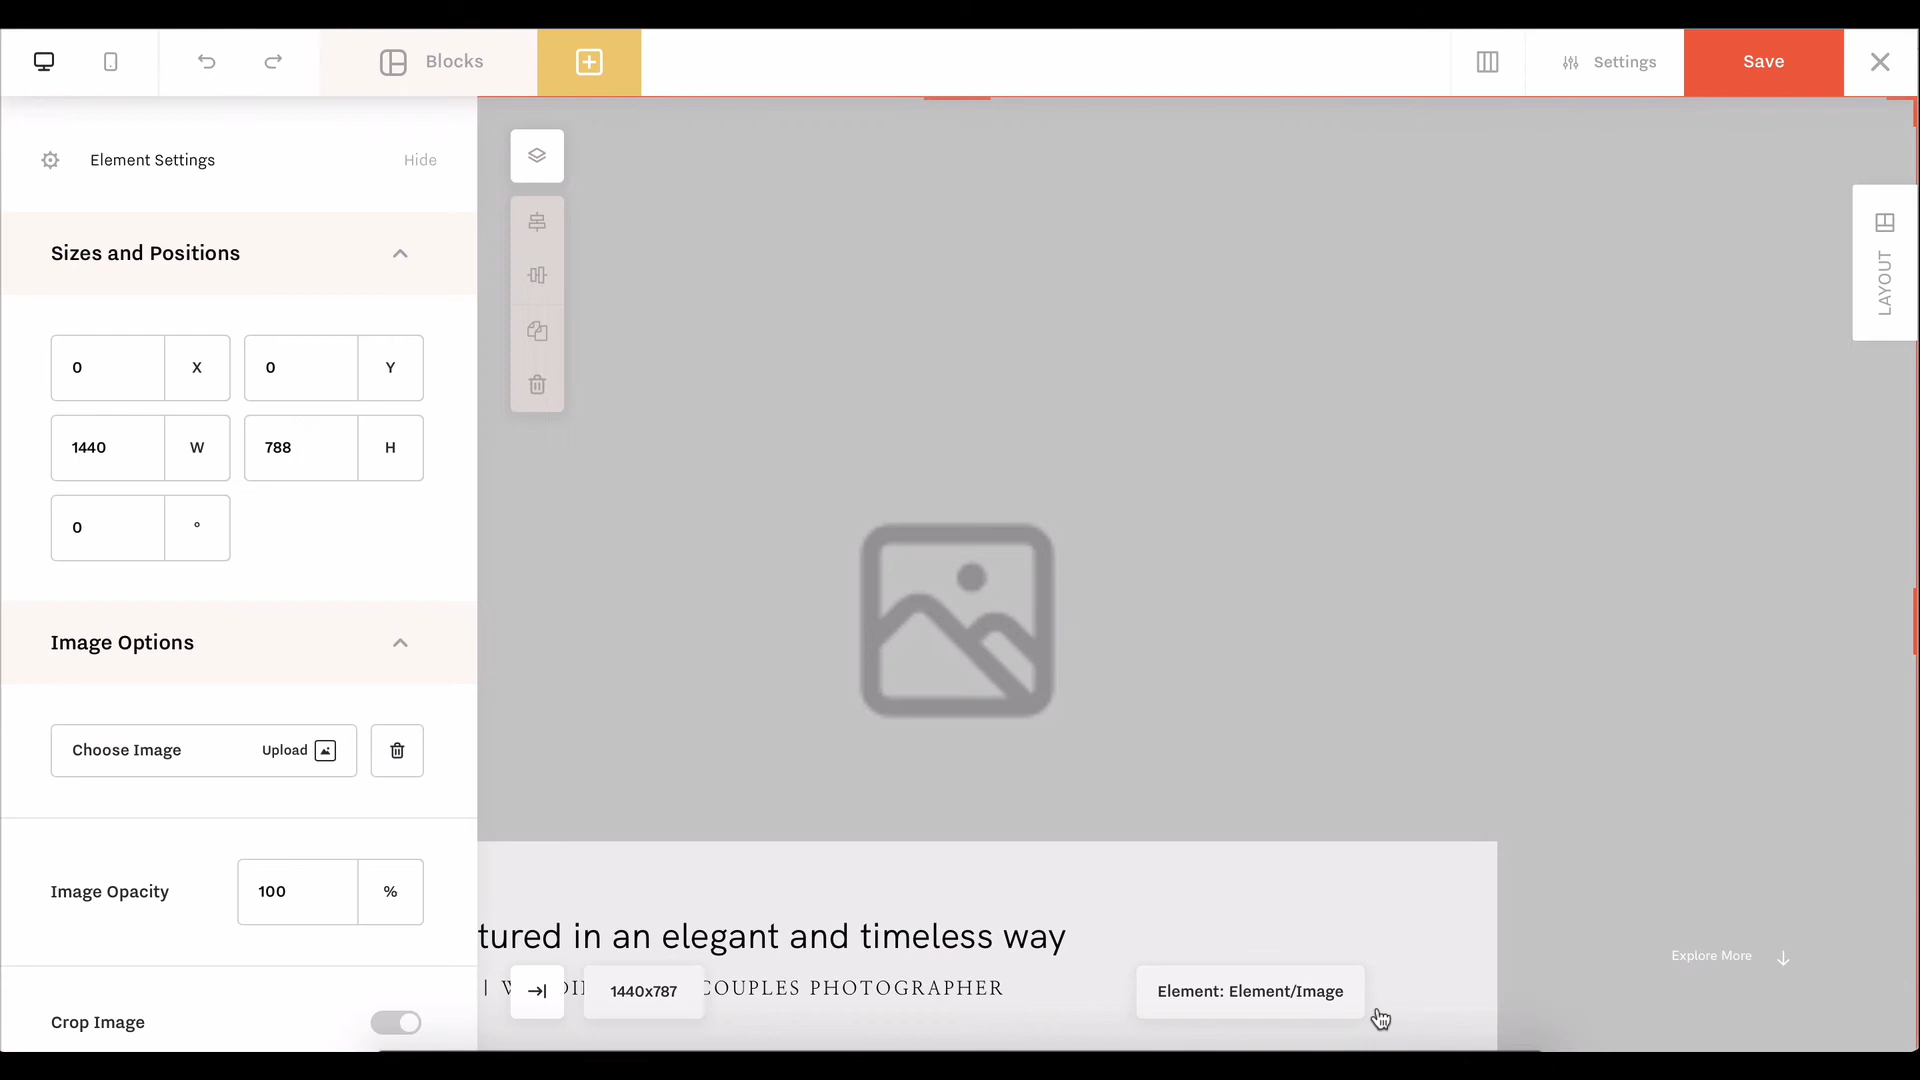 Blocks
Settings
Save
Element Settings
Hide
Sizes and Positions
0 X
0 Y
1440 W
788 H
0 °
Image Options
Choose Image
Upload
Image Opacity
100 %
Crop Image
LAYOUT
tured in an elegant and timeless way
COUPLES PHOTOGRAPHER
1440x787
Element: Element/Image
Explore More